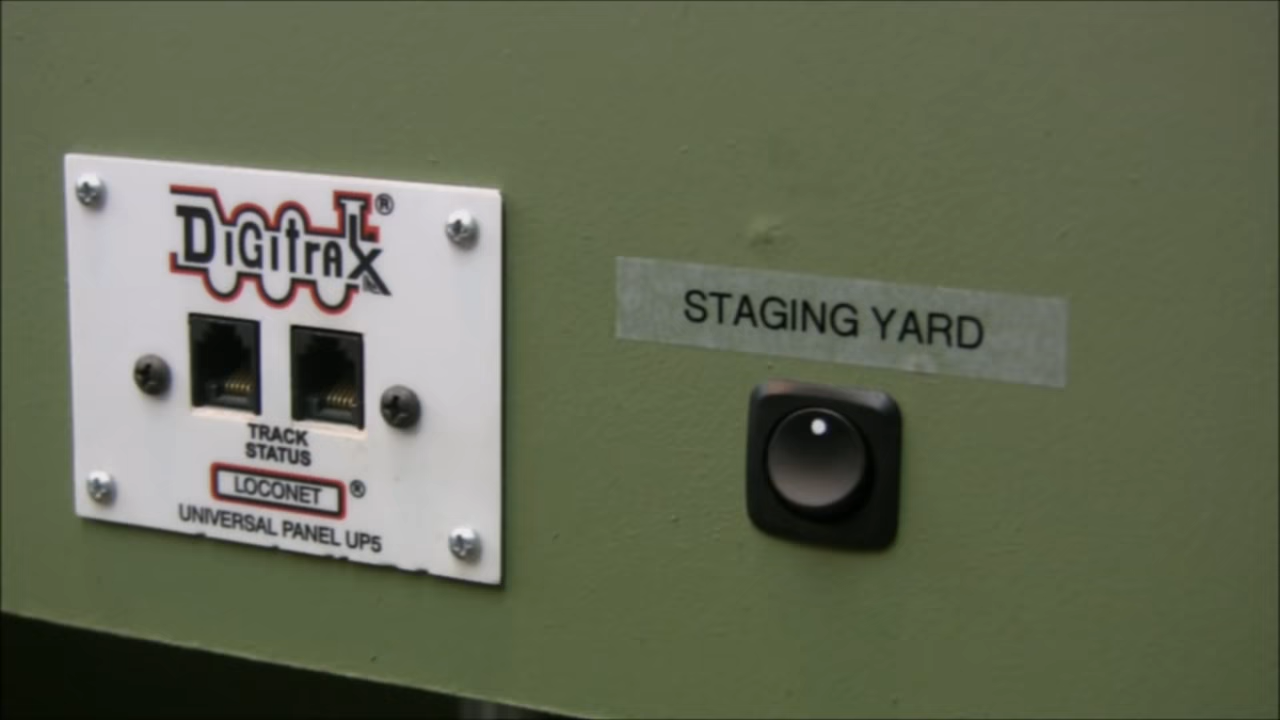 DIGITRAX®
TRACK
STATUS
LOCONET ®
UNIVERSAL PANEL UP5
STAGING YARD